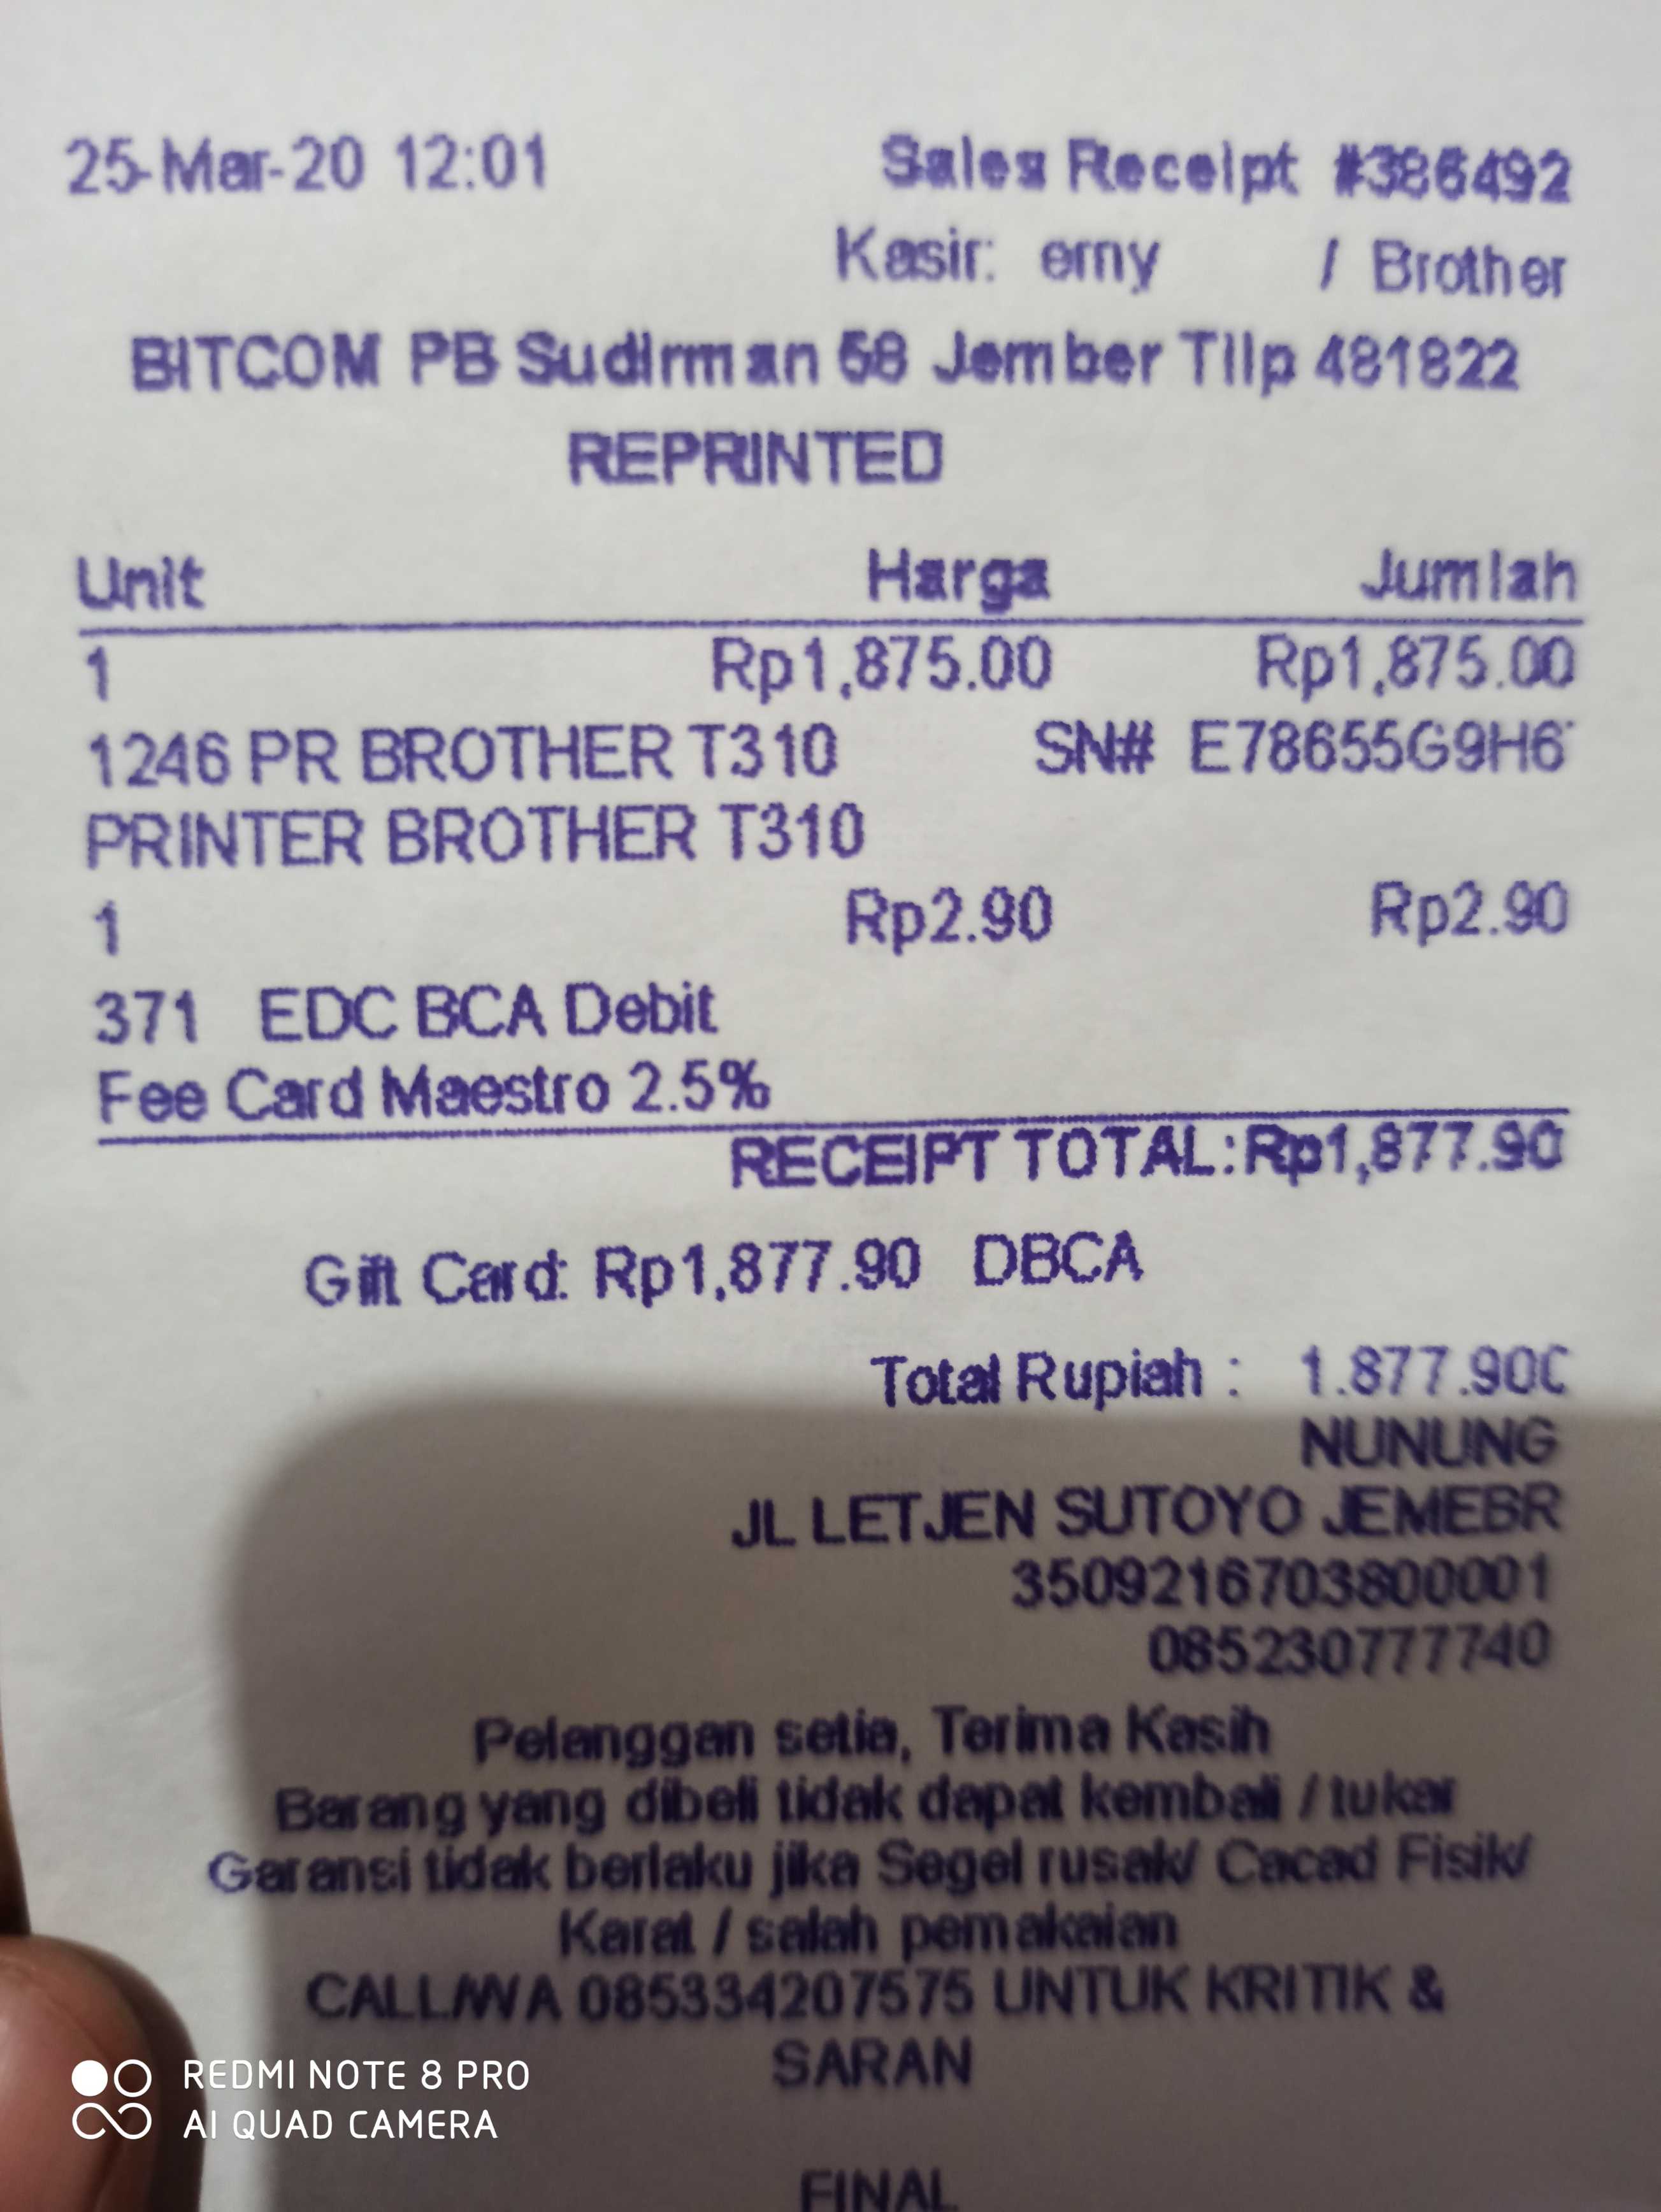 25-Mar-20 12:01 Sales Receipt #386492
Kasir: erny / Brother
BITCOM PB Sudirman 58 Jember Tllp 481822
REPRINTED
Unit Harga Jumlah
1 Rp1,875.00 Rp1,875.00
1246 PR BROTHER T310 SN# E78655G9H6
PRINTER BROTHER T310
1 Rp2.90 Rp2.90
371 EDC BCA Debit
Fee Card Maestro 2.5%
RECEIPT TOTAL: Rp1,877.90
Gift Card: Rp1,877.90 DBCA
Total Rupiah : 1.877.900
NUNUNG
JL LETJEN SUTOYO JEMEBR
3509216703800001
085230777740
Pelanggan setia, Terima Kasih
Barang yang dibeli tidak dapat kembali / tukar
Garansi tidak berlaku jika Segel rusak/ Cacad Fisik/
Karat / salah pemakaian
CALL/WA 085334207575 UNTUK KRITIK &
SARAN
FINAL
REDMI NOTE 8 PRO
AI QUAD CAMERA